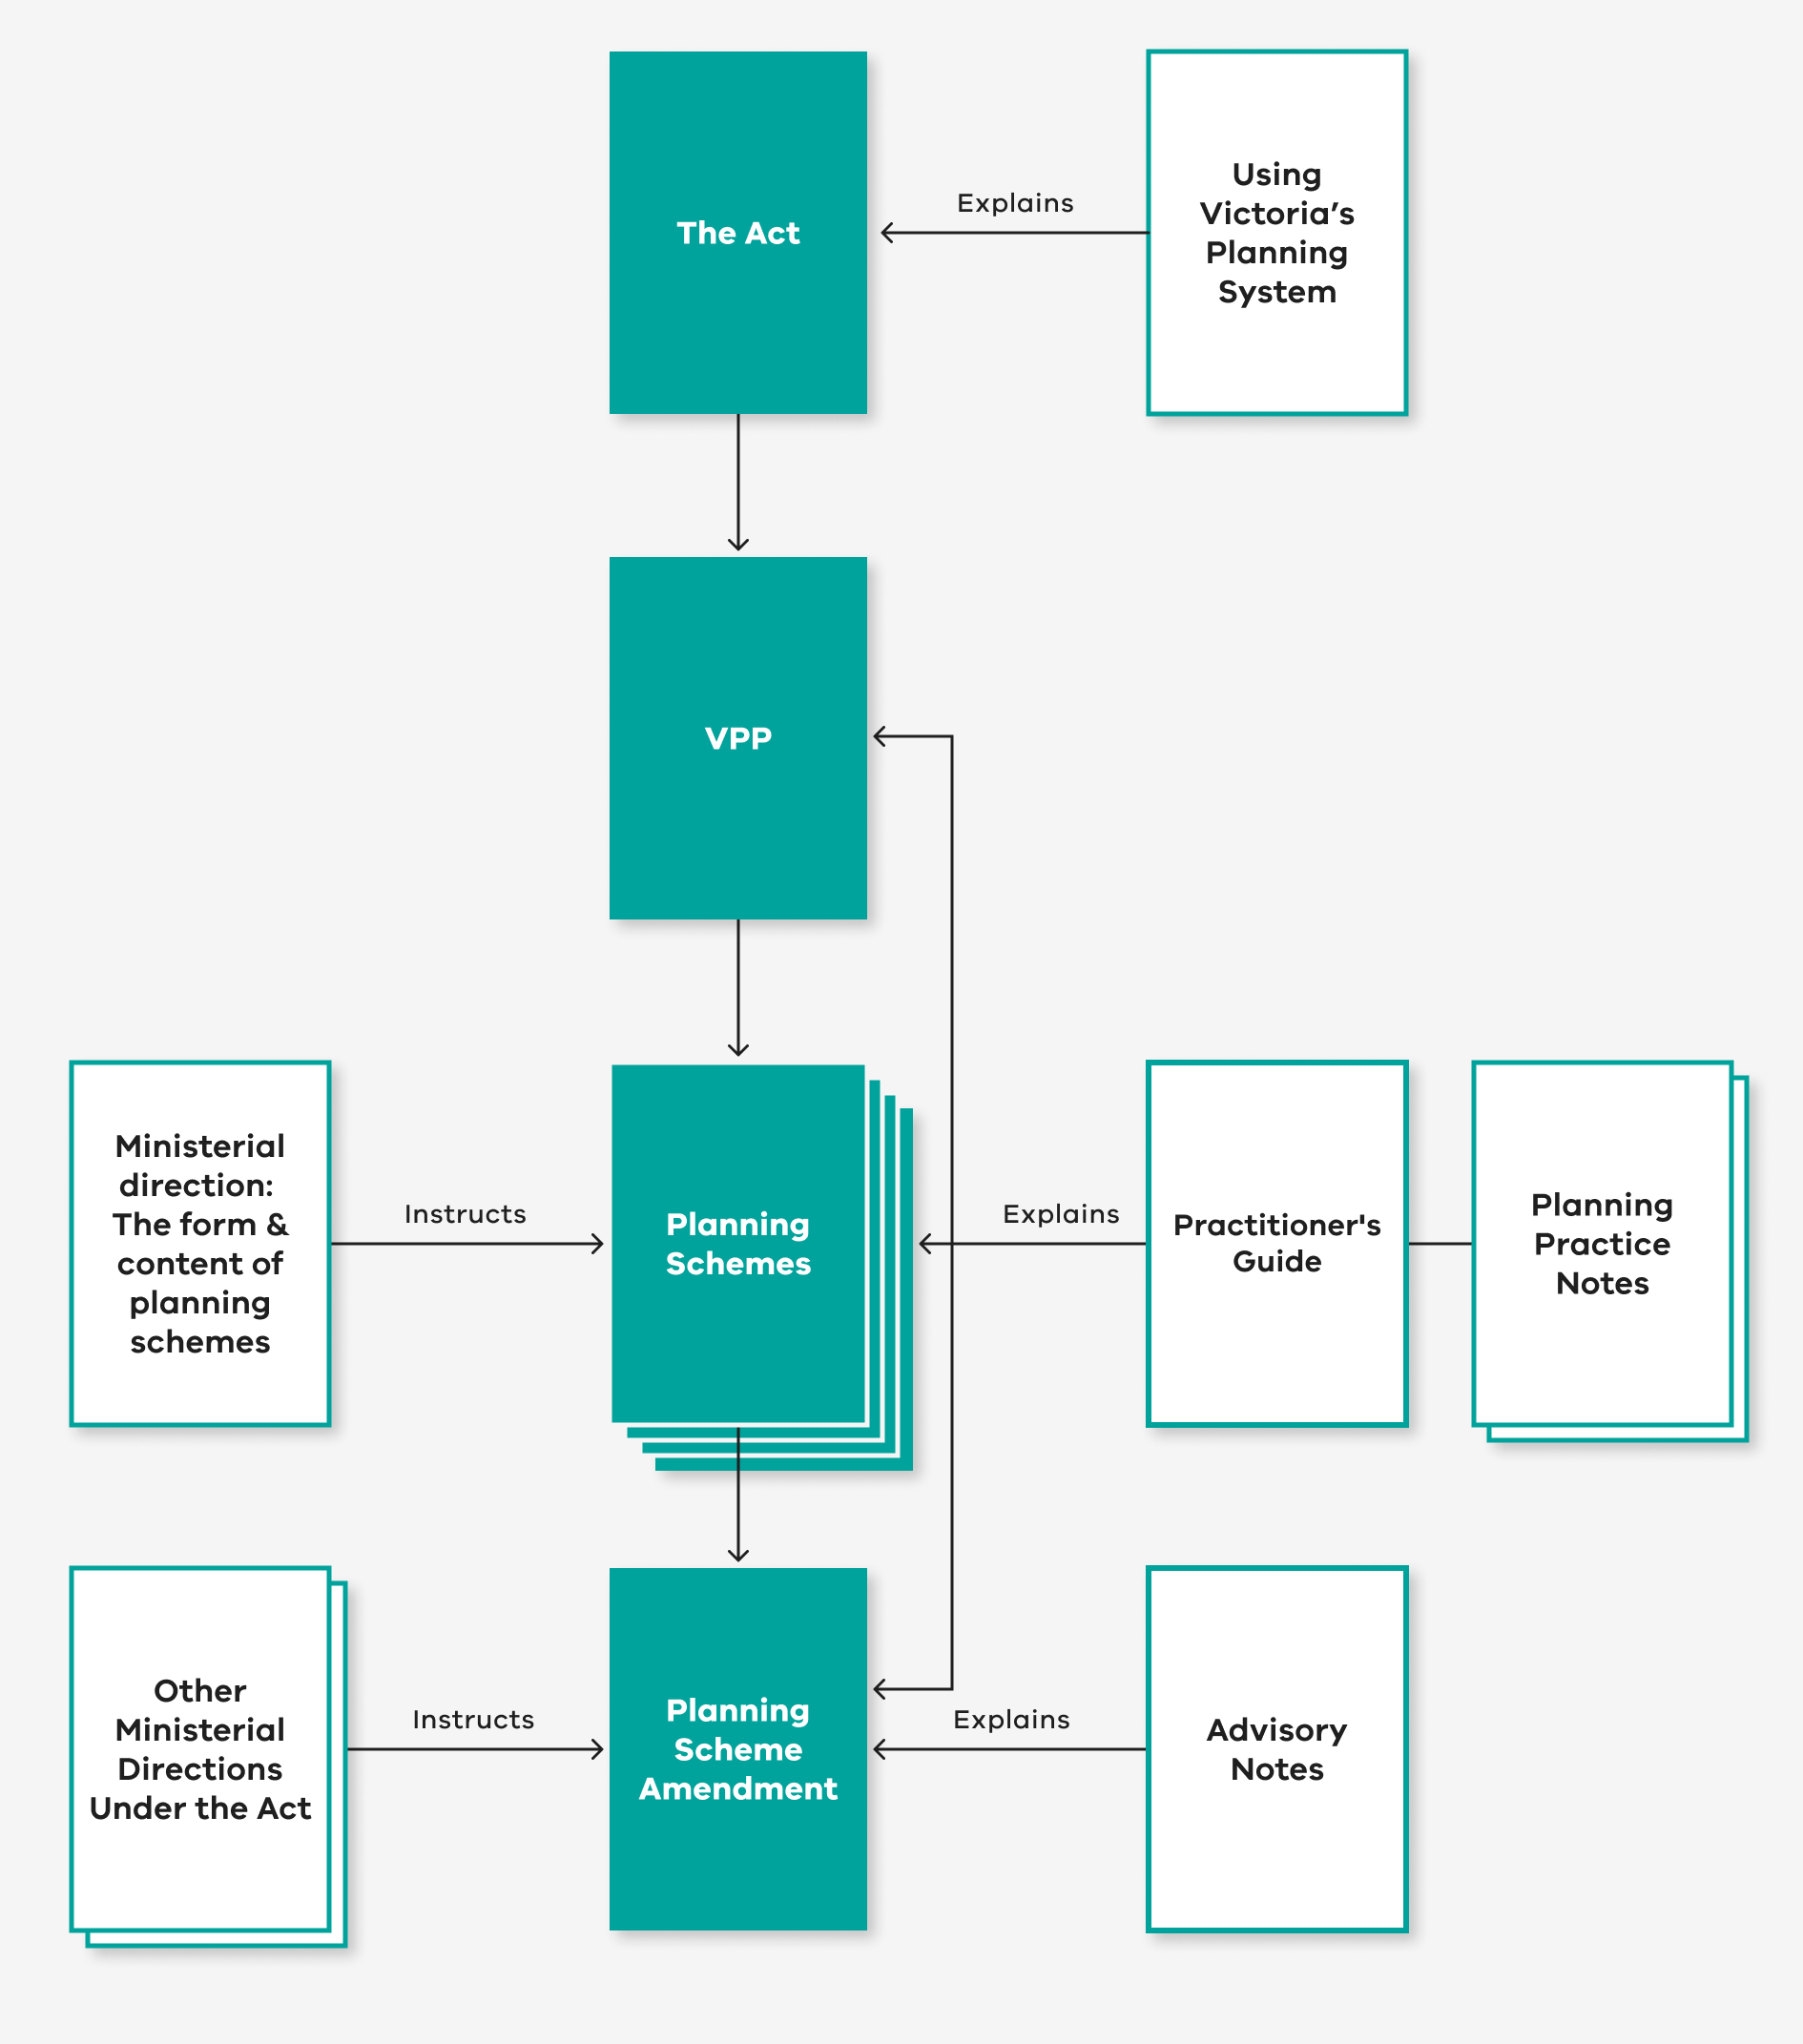 The Act
Explains
Using
Victoria’s
Planning
System
VPP
Ministerial
direction:
The form &
content of
planning
schemes
Instructs
Planning
Schemes
Explains
Practitioner's
Guide
Planning
Practice
Notes
Other
Ministerial
Directions
Under the Act
Instructs
Planning
Scheme
Amendment
Explains
Advisory
Notes